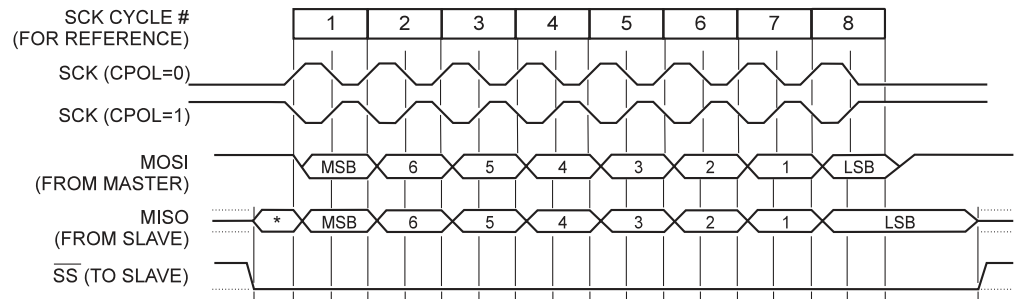 SCK CYCLE #
(FOR REFERENCE)
1 2 3 4 5 6 7 8
SCK (CPOL=0)
SCK (CPOL=1)
MOSI
(FROM MASTER)
MSB 6 5 4 3 2 1 LSB
MISO
(FROM SLAVE)
* MSB 6 5 4 3 2 1 LSB
SS (TO SLAVE)